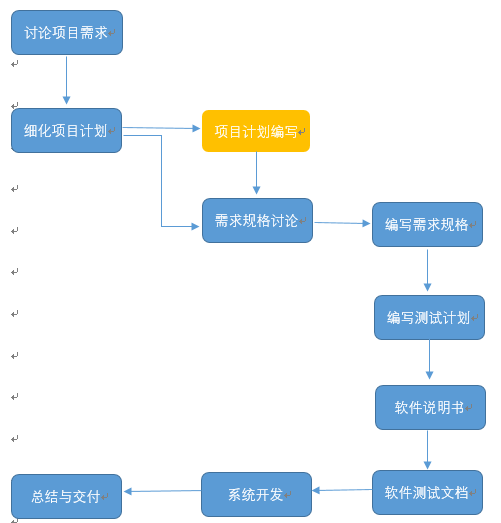 讨论项目需求
细化项目计划
项目计划编写
需求规格讨论
编写需求规格
编写测试计划
软件说明书
软件测试文档
系统开发
总结与交付